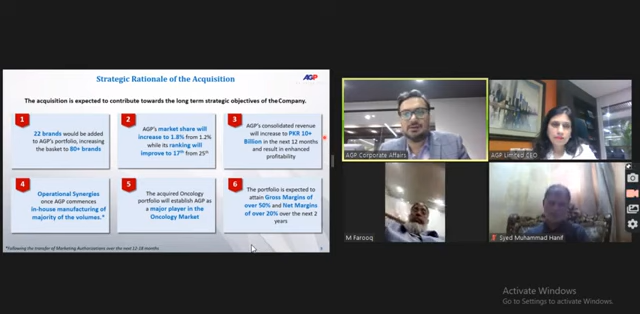 Strategic Rationale of the Acquisition
AGP
The acquisition is expected to contribute towards the long term strategic objectives of the Company.
1
22 brands would be added
to AGP's portfolio, increasing
the basket to 80+ brands
2
AGP's market share will
increase to 1.8% from 1.2%
while its ranking will
improve to 17th from 25th
3
AGP's consolidated revenue
will increase to PKR 10+
Billion in the next 12 months
and result in enhanced
profitability
4
Operational Synergies
once AGP commences
in-house manufacturing of
majority of the volumes.*
5
The acquired Oncology
portfolio will establish AGP as
a major player in the
Oncology Market
6
The portfolio is expected to
attain Gross Margins of
over 50% and Net Margins
of over 20% over the next 2
years
*Following the transfer of Marketing Authorizations over the next 12-18 months.
AGP Corporate Affairs
AGP Limited CEO
M Farooq
Syed Muhammad Hanif
Activate Windows
Go to Settings to activate Windows.